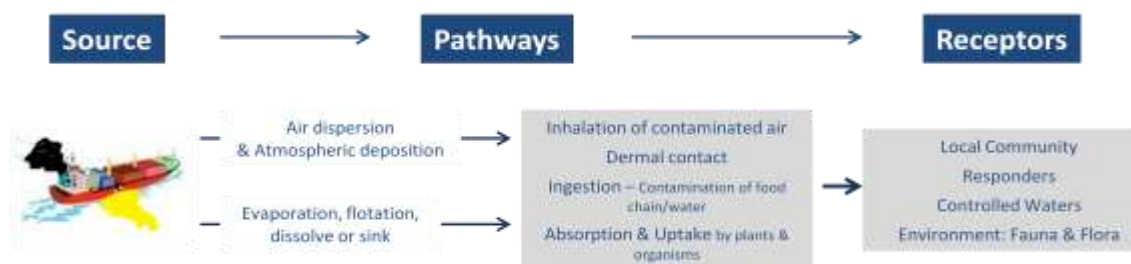 Source
Pathways
Receptors
Air dispersion
& Atmospheric deposition
Evaporation, flotation,
dissolve or sink
Inhalation of contaminated air
Dermal contact
Ingestion – Contamination of food
chain/water
Absorption & Uptake by plants &
organisms
Local Community
Responders
Controlled Waters
Environment: Fauna & Flora